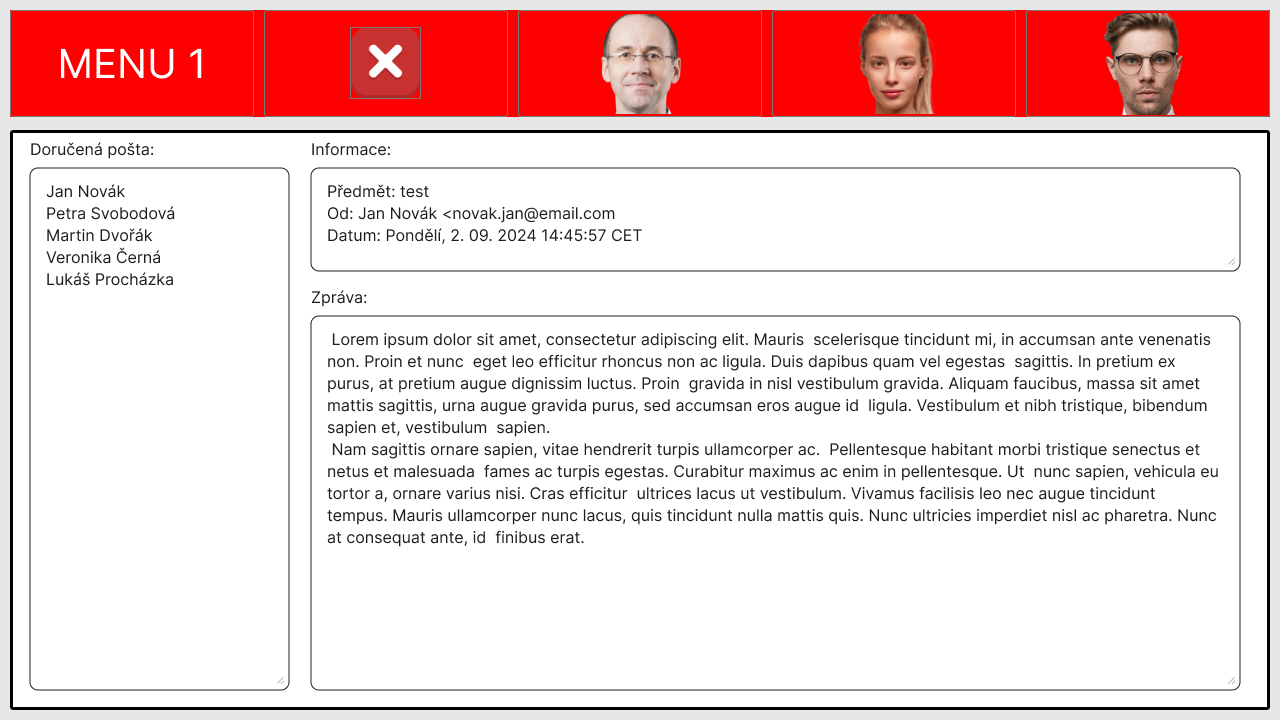 MENU 1
Doručená pošta:
Jan Novák
Petra Svobodová
Martin Dvořák
Veronika Černá
Lukáš Procházka
Informace:
Předmět: test
Od: Jan Novák <novak.jan@email.com
Datum: Pondělí, 2. 09. 2024 14:45:57 CET
Zpráva:
Lorem ipsum dolor sit amet, consectetur adipiscing elit. Mauris  scelerisque tincidunt mi, in accumsan ante venenatis
non. Proin et nunc  eget leo efficitur rhoncus non ac ligula. Duis dapibus quam vel egestas  sagittis. In pretium ex
purus, at pretium augue dignissim luctus. Proin  gravida in nisl vestibulum gravida. Aliquam faucibus, massa sit amet
mattis sagittis, urna augue gravida purus, sed accumsan eros augue id  ligula. Vestibulum et nibh tristique, bibendum
sapien et, vestibulum  sapien.
Nam sagittis ornare sapien, vitae hendrerit turpis ullamcorper ac.  Pellentesque habitant morbi tristique senectus et
netus et malesuada  fames ac turpis egestas. Curabitur maximus ac enim in pellentesque. Ut  nunc sapien, vehicula eu
tortor a, ornare varius nisi. Cras efficitur  ultrices lacus ut vestibulum. Vivamus facilisis leo nec augue tincidunt
tempus. Mauris ullamcorper nunc lacus, quis tincidunt nulla mattis quis. Nunc ultricies imperdiet nisl ac pharetra. Nunc
at consequat ante, id  finibus erat.